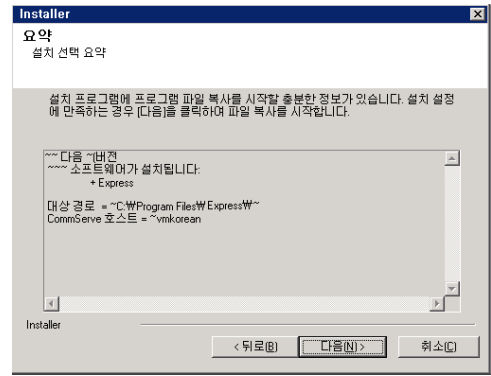 Installer
요약
설치 선택 요약
설치 프로그램에 프로그램 파일 복사를 시작할 충분한 정보가 있습니다. 설치 설정
에 만족하는 경우 [다음]을 클릭하여 파일 복사를 시작합니다.
~~ 다음 ~(버전
~~~ 소프트웨어가 설치됩니다:
+ Express
대상 경로 = ~C:₩Program Files₩Express₩~
CommServe 호스트 = ~vmkorean
Installer
< 뒤로(B) 다음(N) > 취소(C)